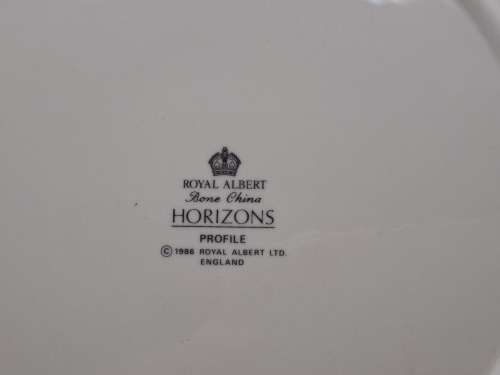 ROYAL ALBERT
Bone China
HORIZONS
PROFILE
© 1986 ROYAL ALBERT LTD.
ENGLAND